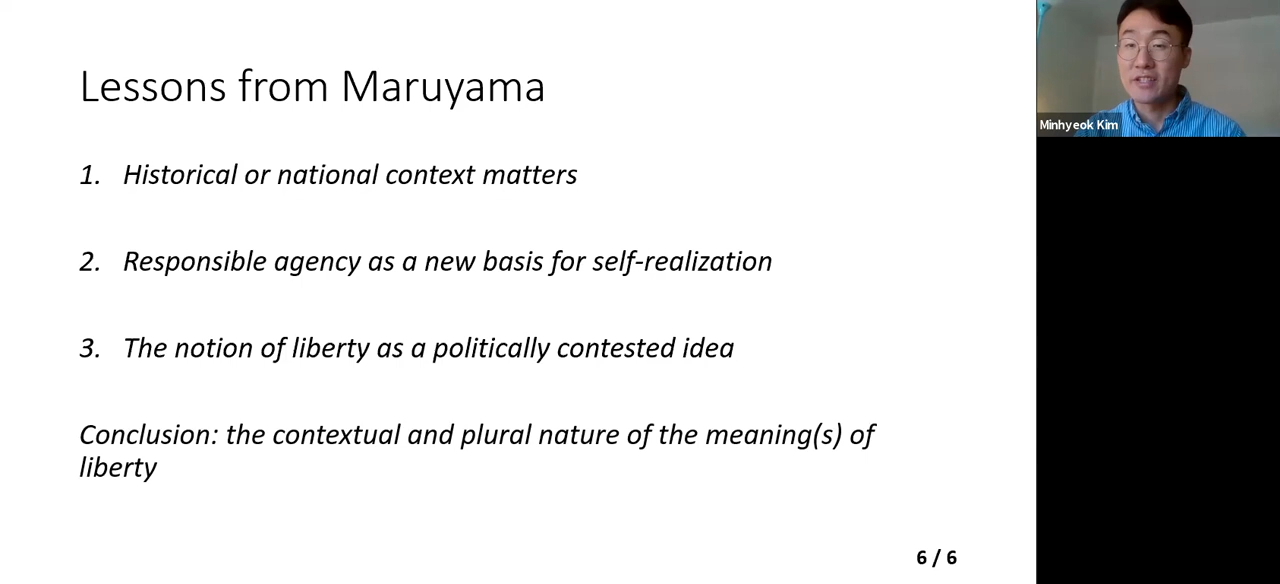 Lessons from Maruyama
1. Historical or national context matters
2. Responsible agency as a new basis for self-realization
3. The notion of liberty as a politically contested idea
Conclusion: the contextual and plural nature of the meaning(s) of
liberty
6 / 6
Minhyeok Kim